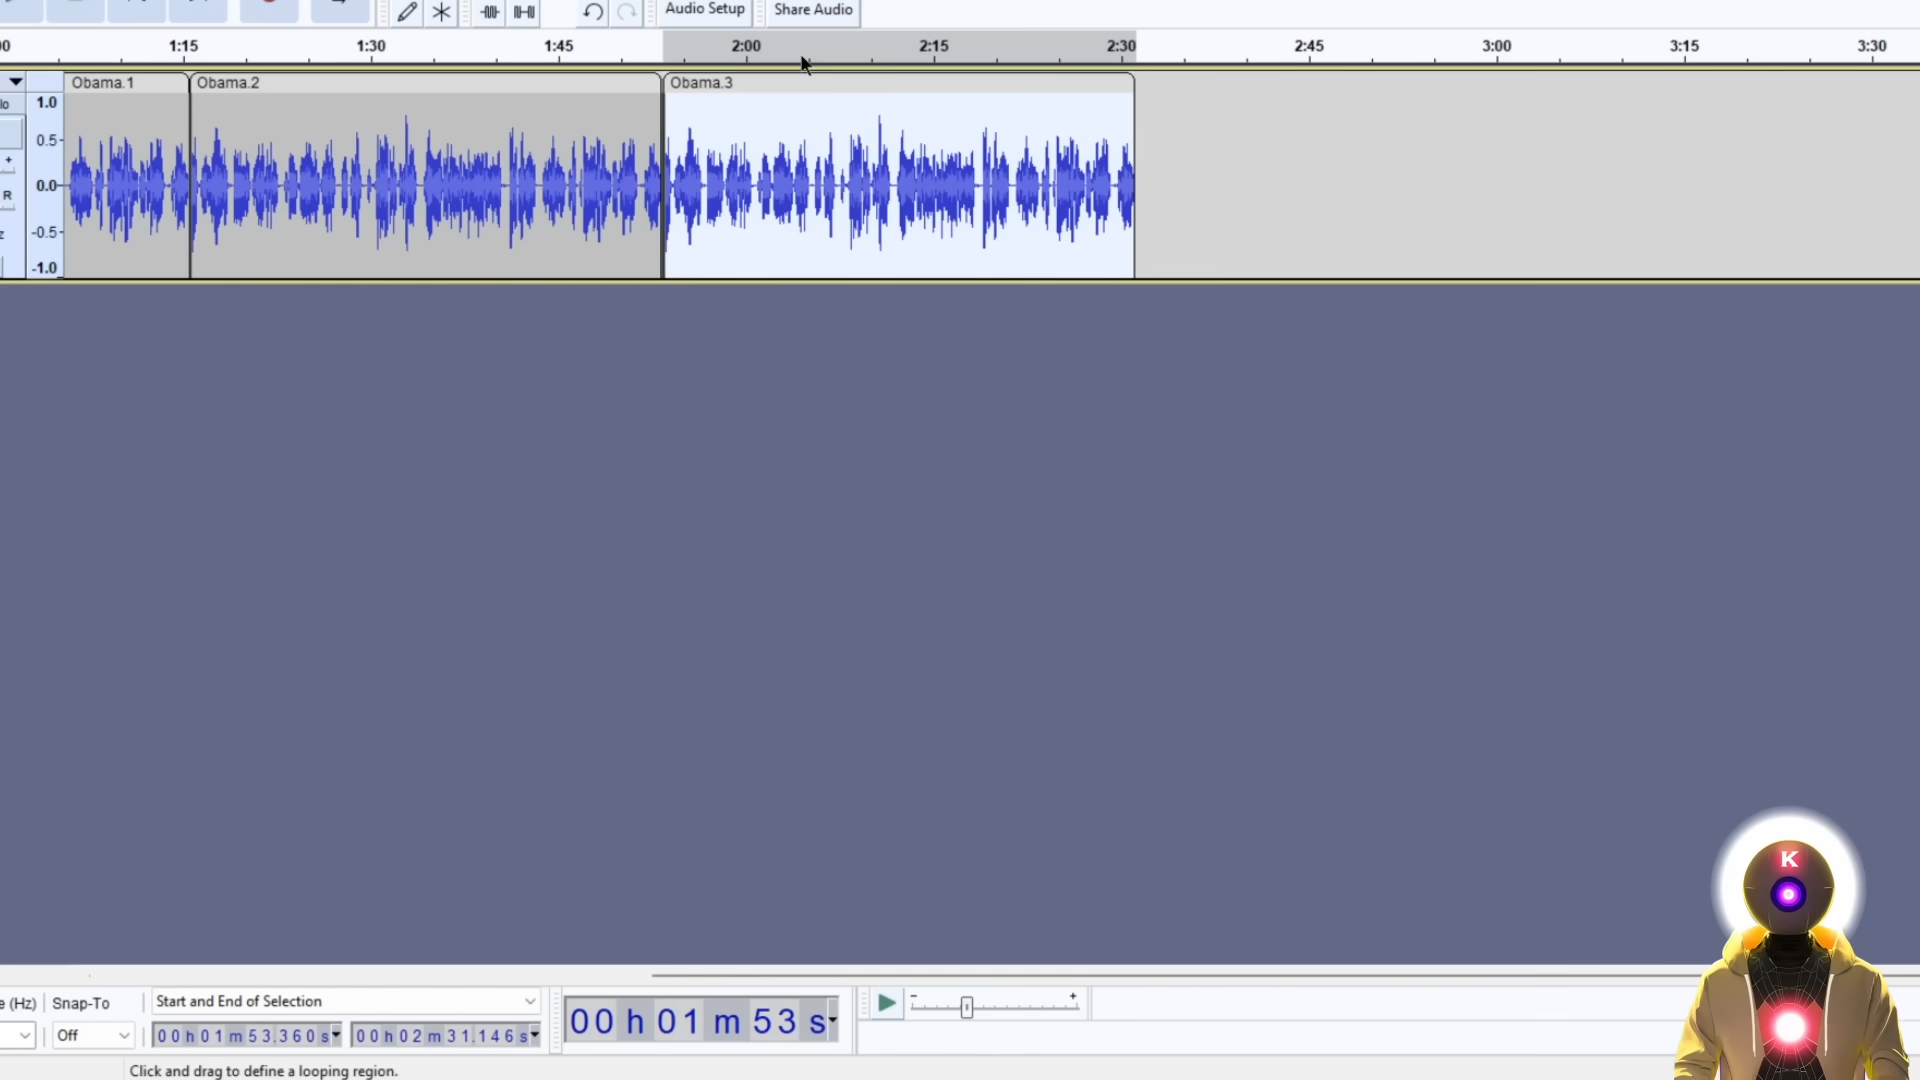 Audio Setup Share Audio
1:15 1:30 1:45 2:00 2:15 2:30 2:45 3:00 3:15 3:30
Obama.1 Obama.2 Obama.3
1.0
0.5
0.0
-0.5
-1.0
R
K
e (Hz) Snap-To Start and End of Selection
Off 00h01m53.360s 00h02m31.146s 00h01m53s
Click and drag to define a looping region.